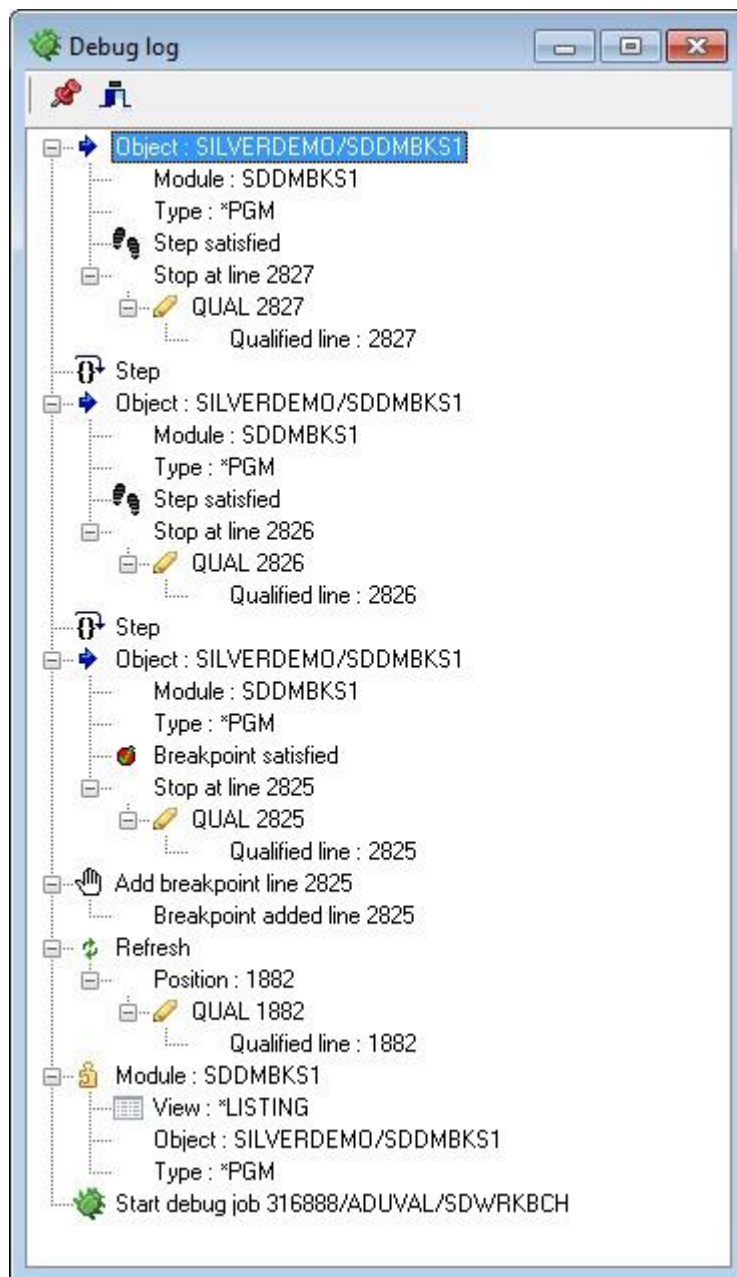 Debug log
Object : SILVERDEMO/SDDMBKS1
Module : SDDMBKS1
Type : *PGM
Step satisfied
Stop at line 2827
QUAL 2827
Qualified line : 2827
Step
Object : SILVERDEMO/SDDMBKS1
Module : SDDMBKS1
Type : *PGM
Step satisfied
Stop at line 2826
QUAL 2826
Qualified line : 2826
Step
Object : SILVERDEMO/SDDMBKS1
Module : SDDMBKS1
Type : *PGM
Breakpoint satisfied
Stop at line 2825
QUAL 2825
Qualified line : 2825
Add breakpoint line 2825
Breakpoint added line 2825
Refresh
Position : 1882
QUAL 1882
Qualified line : 1882
Module : SDDMBKS1
View : *LISTING
Object : SILVERDEMO/SDDMBKS1
Type : *PGM
Start debug job 316888/ADUVAL/SDWRKBCH